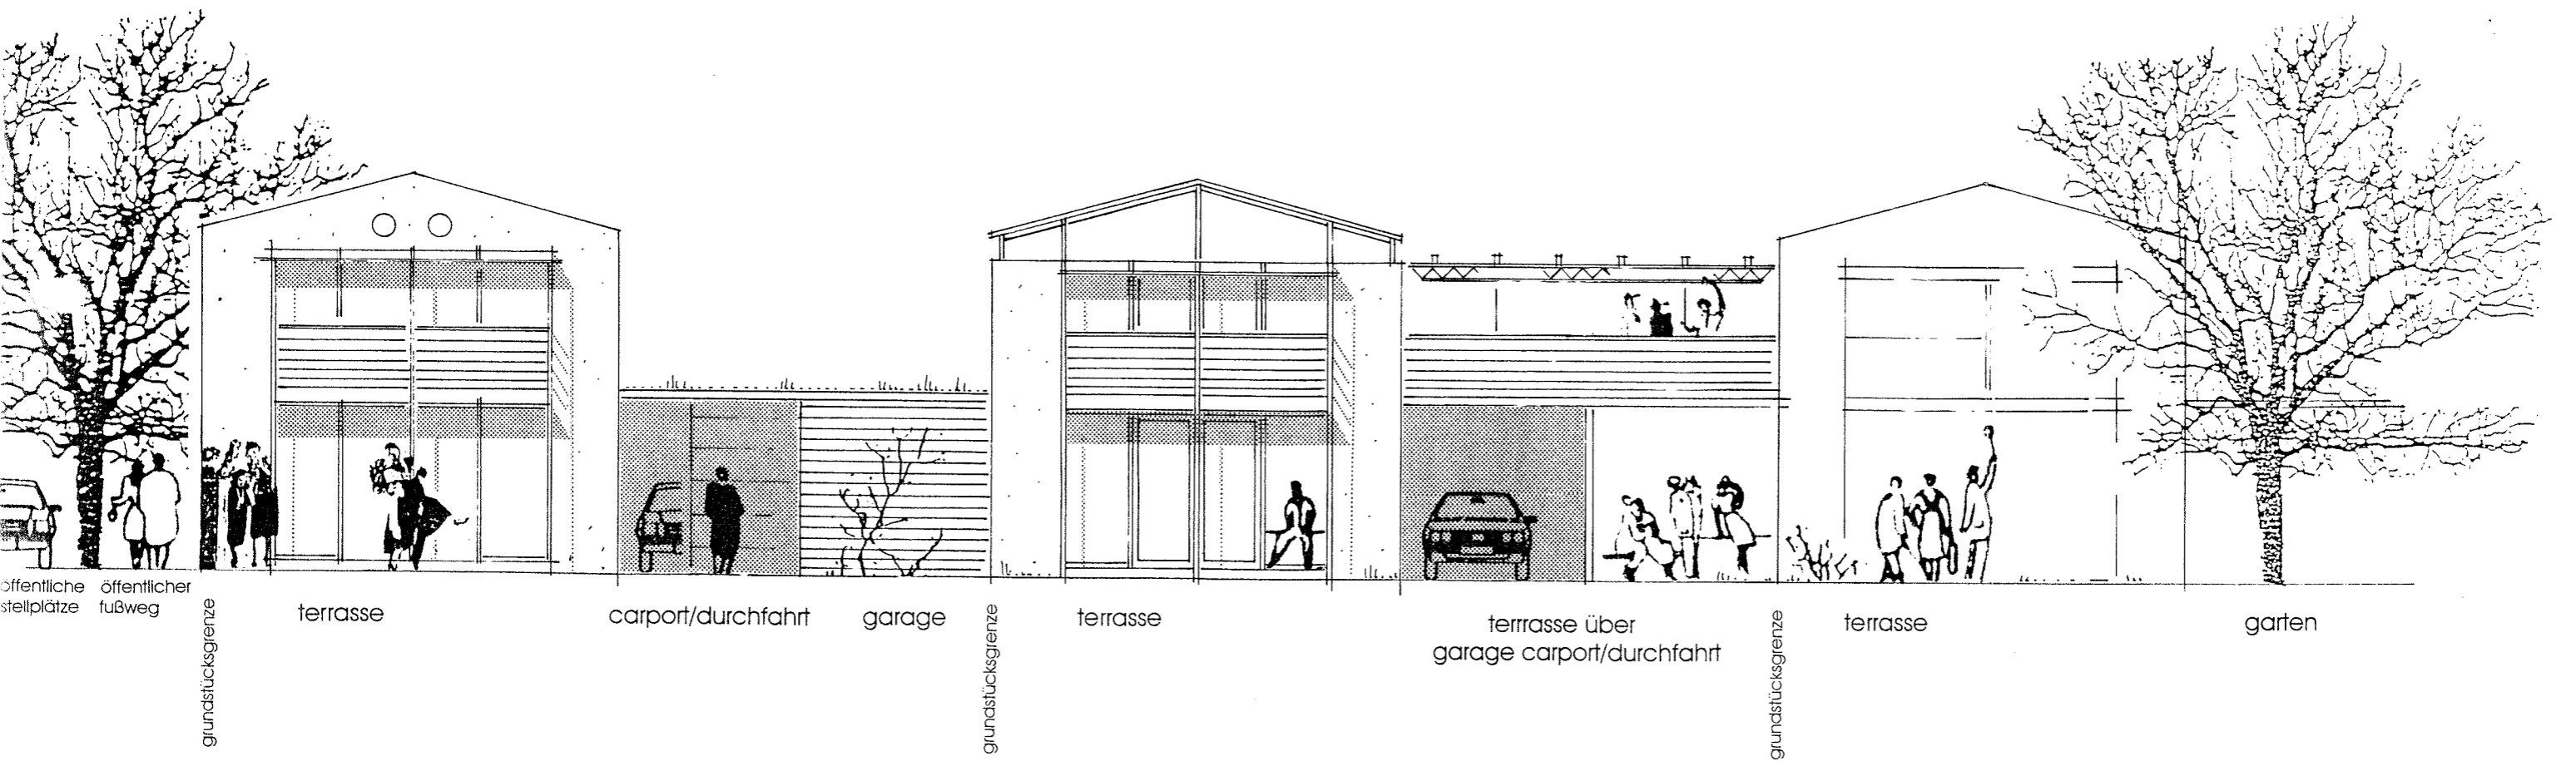 öffentliche
stellplätze
öffentlicher
fußweg
grundstücksgrenze
terrasse
carport/durchfahrt
garage
grundstücksgrenze
terrasse
terrrasse über
garage carport/durchfahrt
grundstücksgrenze
terrasse
garten